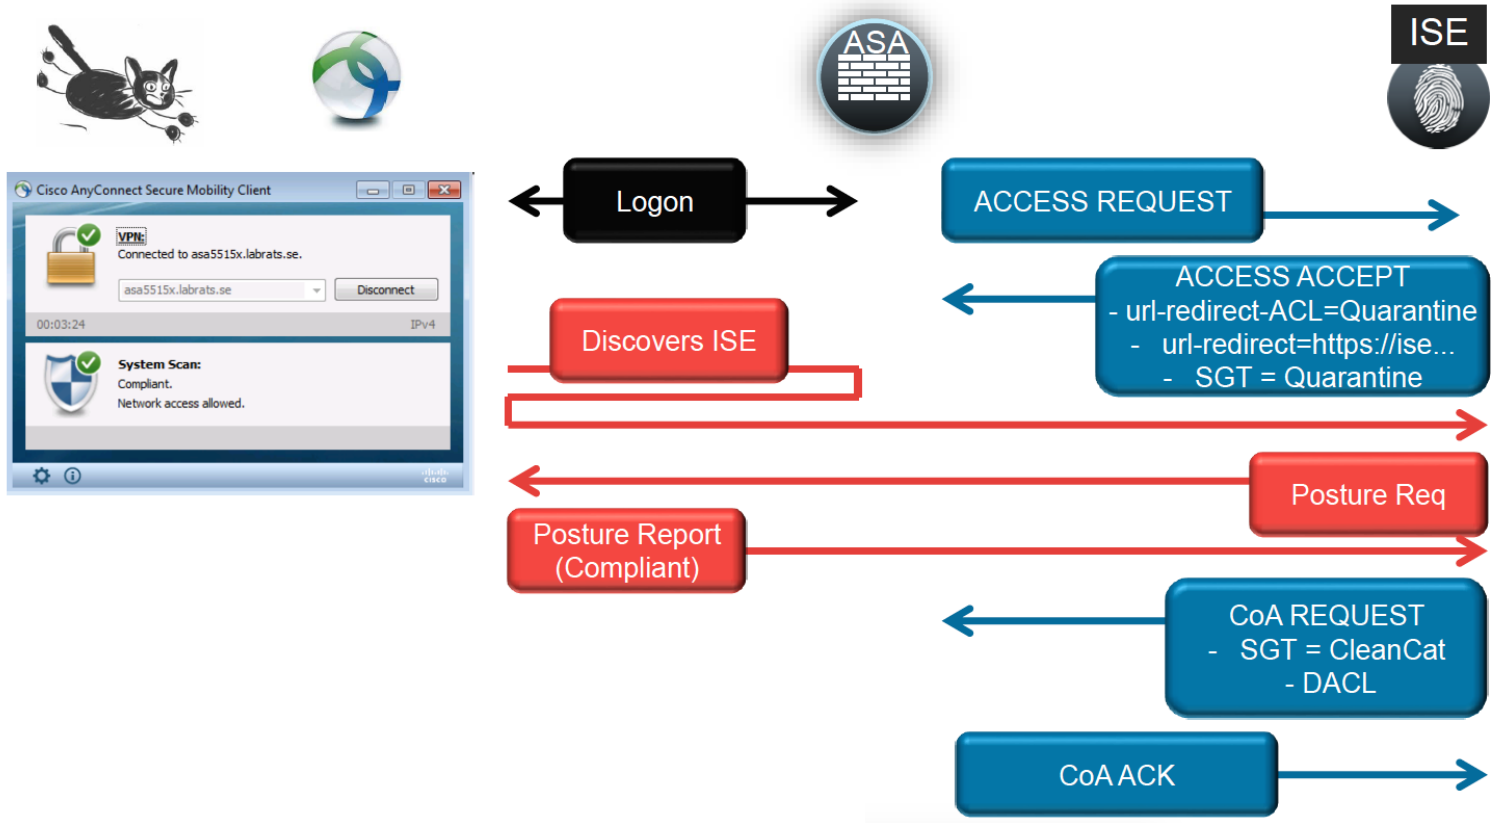 ASA
ISE
Cisco AnyConnect Secure Mobility Client
VPN:
Connected to asa5515x.labrats.se.
asa5515x.labrats.se
Disconnect
00:03:24
IPv4
System Scan:
Compliant.
Network access allowed.
cisco
Logon
ACCESS REQUEST
ACCESS ACCEPT
- url-redirect-ACL=Quarantine
- url-redirect=https://ise...
- SGT = Quarantine
Discovers ISE
Posture Req
Posture Report
(Compliant)
CoA REQUEST
- SGT = CleanCat
- DACL
CoA ACK